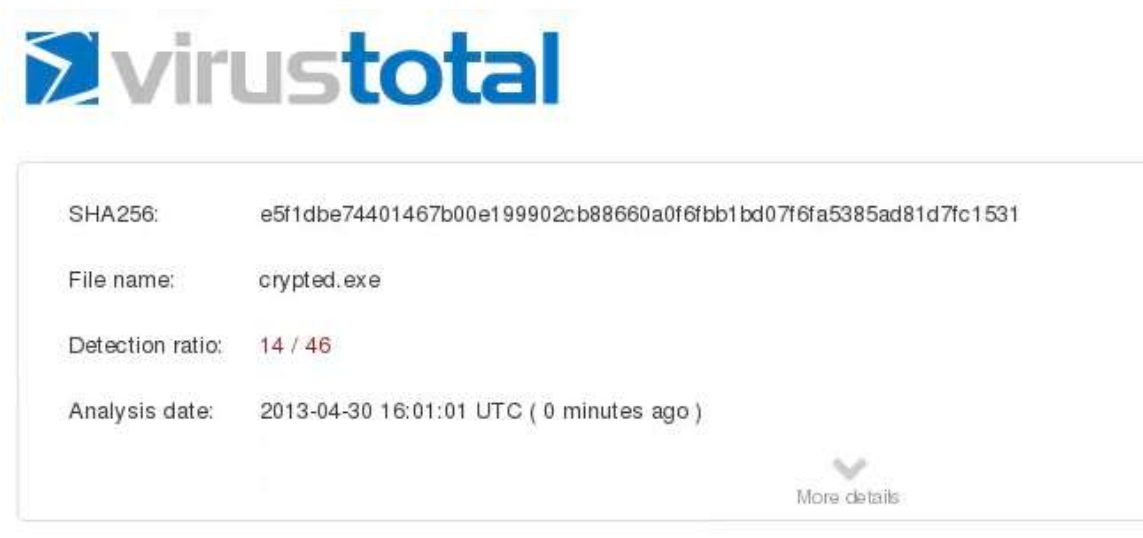 virustotal
SHA256: e5f1dbe74401467b00e199902cb88660a0f6fbb1bd07f6fa5385ad81d7fc1531
File name: crypted.exe
Detection ratio: 14 / 46
Analysis date: 2013-04-30 16:01:01 UTC ( 0 minutes ago )
More details